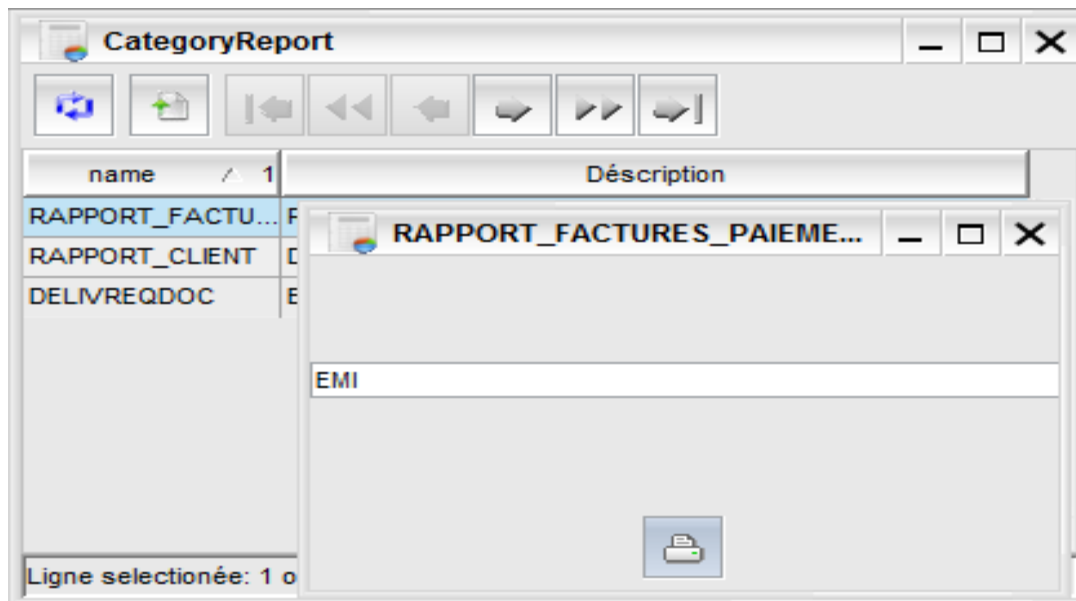 CategoryReport
name 1 Déscription
RAPPORT_FACTU... F
RAPPORT_CLIENT D
DELIVREQDOC E
RAPPORT_FACTURES_PAIEME...
EMI
Ligne selectionée: 1 o